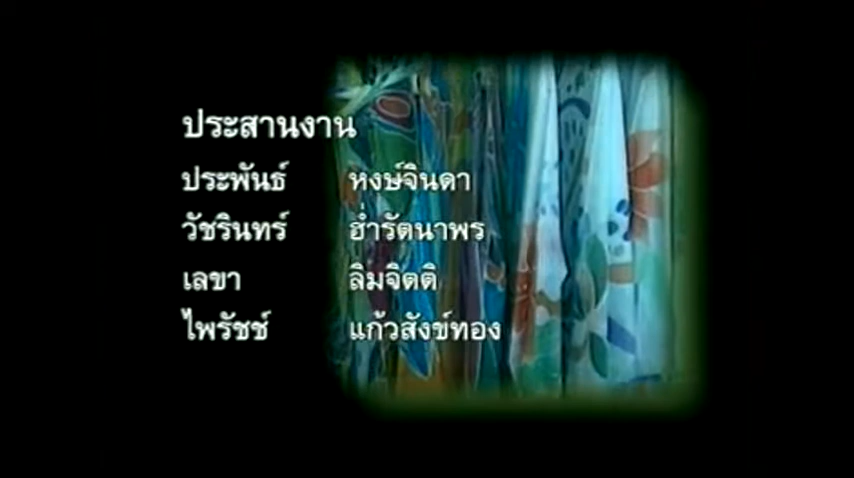 ประสานงาน
ประพันธ์ หงษ์จินดา
วัชรินทร์ ฮ่ำรัตนาพร
เลขา ลิมจิตติ
ไพรัชช์ แก้วสังข์ทอง